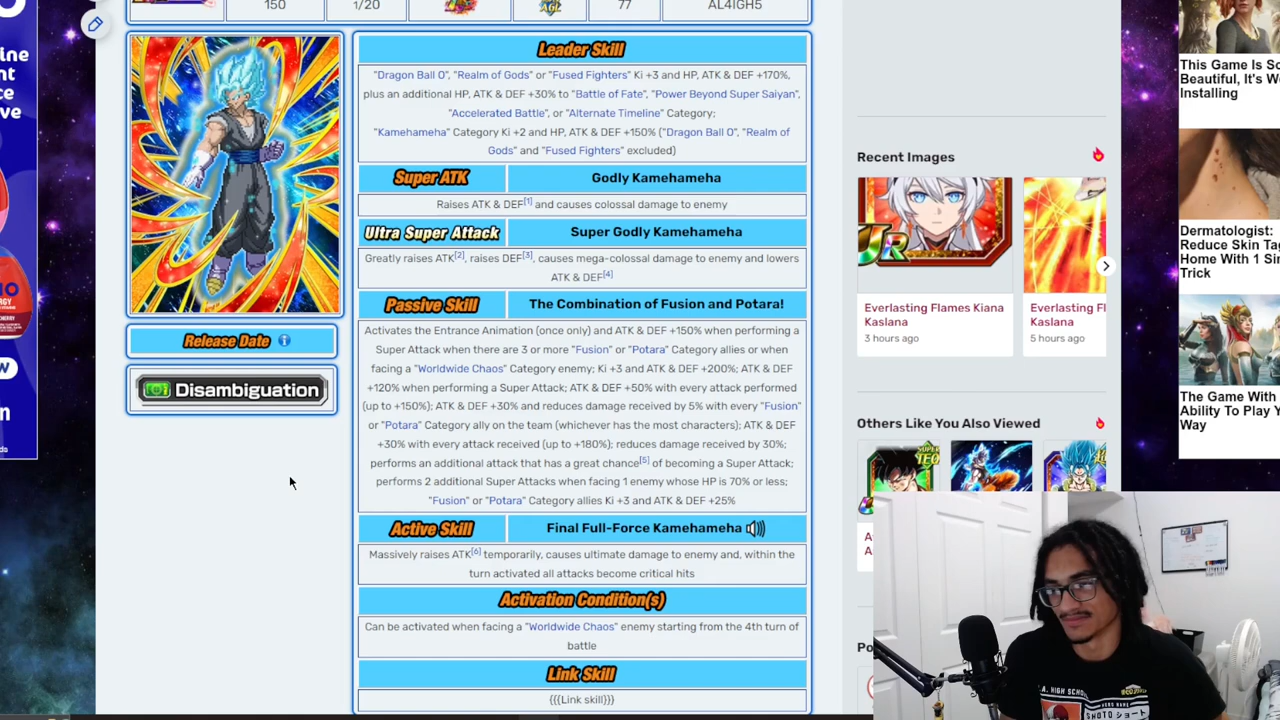 150
1/20
77
AL4IGH5
Leader Skill
"Dragon Ball 0", "Realm of Gods" or "Fused Fighters" Ki +3 and HP, ATK & DEF +170%,
plus an additional HP, ATK & DEF +30% to "Battle of Fate", "Power Beyond Super Saiyan",
"Accelerated Battle", or "Alternate Timeline" Category;
"Kamehameha" Category Ki +2 and HP, ATK & DEF +150% ("Dragon Ball 0", "Realm of
Gods" and "Fused Fighters" excluded)
Super ATK
Godly Kamehameha
Raises ATK & DEF[1] and causes colossal damage to enemy
Ultra Super Attack
Super Godly Kamehameha
Greatly raises ATK[2], raises DEF[3], causes mega-colossal damage to enemy and lowers
ATK & DEF[4]
Passive Skill
The Combination of Fusion and Potara!
Activates the Entrance Animation (once only) and ATK & DEF +150% when performing a
Super Attack when there are 3 or more "Fusion" or "Potara" Category allies or when
facing a "Worldwide Chaos" Category enemy; Ki +3 and ATK & DEF +200%; ATK & DEF
+120% when performing a Super Attack; ATK & DEF +50% with every attack performed
(up to +150%); ATK & DEF +30% and reduces damage received by 5% with every "Fusion"
or "Potara" Category ally on the team (whichever has the most characters); ATK & DEF
+30% with every attack received (up to +180%); reduces damage received by 30%;
performs an additional attack that has a great chance[5] of becoming a Super Attack;
performs 2 additional Super Attacks when facing 1 enemy whose HP is 70% or less;
"Fusion" or "Potara" Category allies Ki +3 and ATK & DEF +25%
Active Skill
Final Full-Force Kamehameha
Massively raises ATK[6] temporarily, causes ultimate damage to enemy and, within the
turn activated all attacks become critical hits
Activation Condition(s)
Can be activated when facing a "Worldwide Chaos" enemy starting from the 4th turn of
battle
Link Skill
{{{Link skill}}}
Release Date
Disambiguation
Recent Images
JR
Everlasting Flames Kiana
Kaslana
3 hours ago
Everlasting Fl
Kaslana
5 hours ago
Others Like You Also Viewed
SUPER
TEQ
A
A
Po
This Game Is So
Beautiful, It's W
Installing
Dermatologist:
Reduce Skin Ta
Home With 1 Si
Trick
The Game With
Ability To Play
Way
.A. HIGH SCHOOL